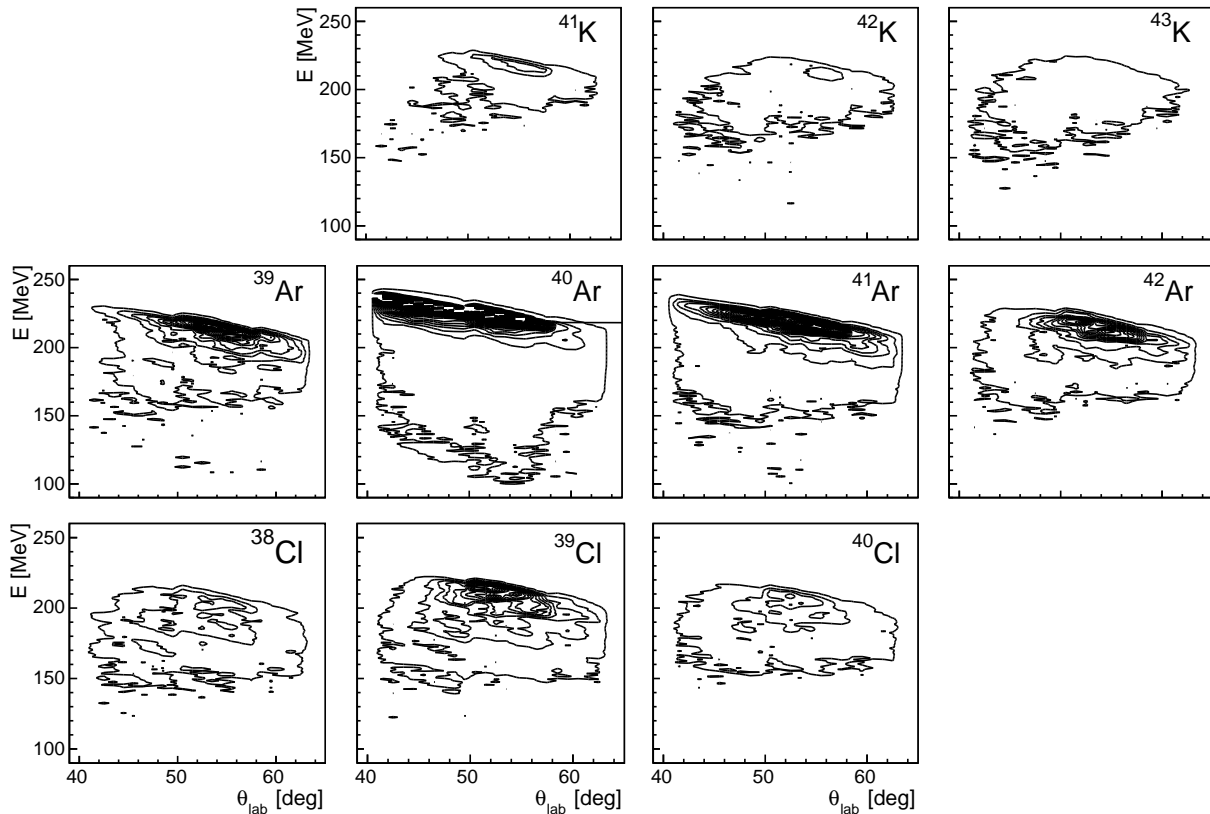 E [MeV]
250
200
150
100
⁴¹K
⁴²K
⁴³K
E [MeV]
250
200
150
100
³⁹Ar
⁴⁰Ar
⁴¹Ar
⁴²Ar
E [MeV]
250
200
150
100
³⁸Cl
³⁹Cl
⁴⁰Cl
40 50 60
40 50 60
40 50 60
θlab [deg]
θlab [deg]
θlab [deg]